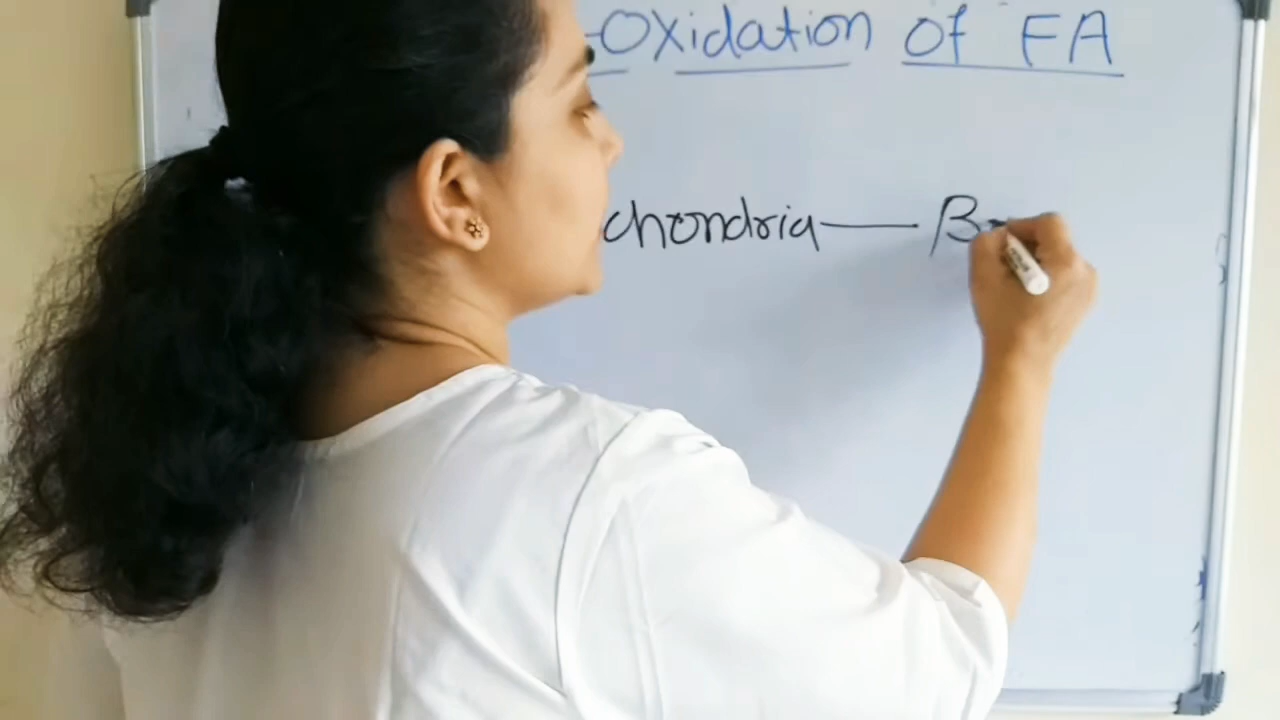 -Oxidation of FA
chondria — β-